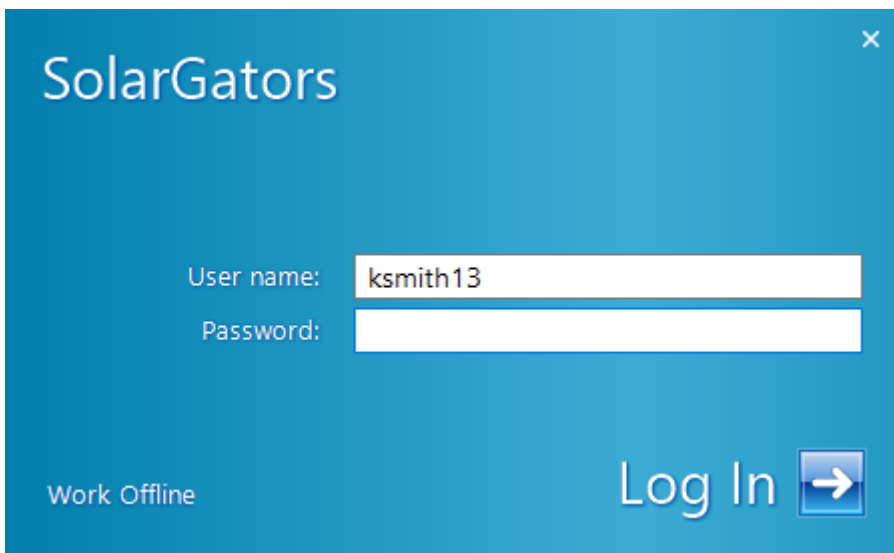 SolarGators
User name: ksmith13
Password:
Work Offline
Log In